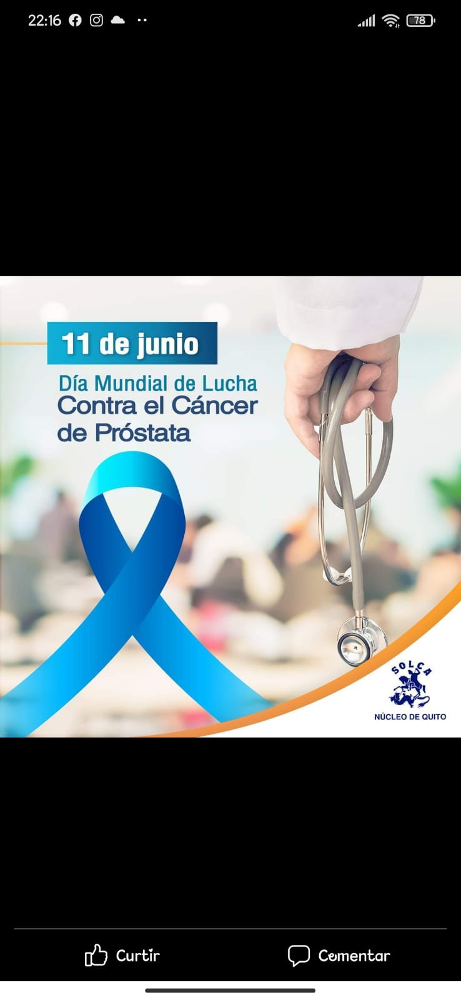 22:16
78
11 de junio
Día Mundial de Lucha
Contra el Cáncer
de Próstata
SOLCA
NÚCLEO DE QUITO
Curtir
Comentar